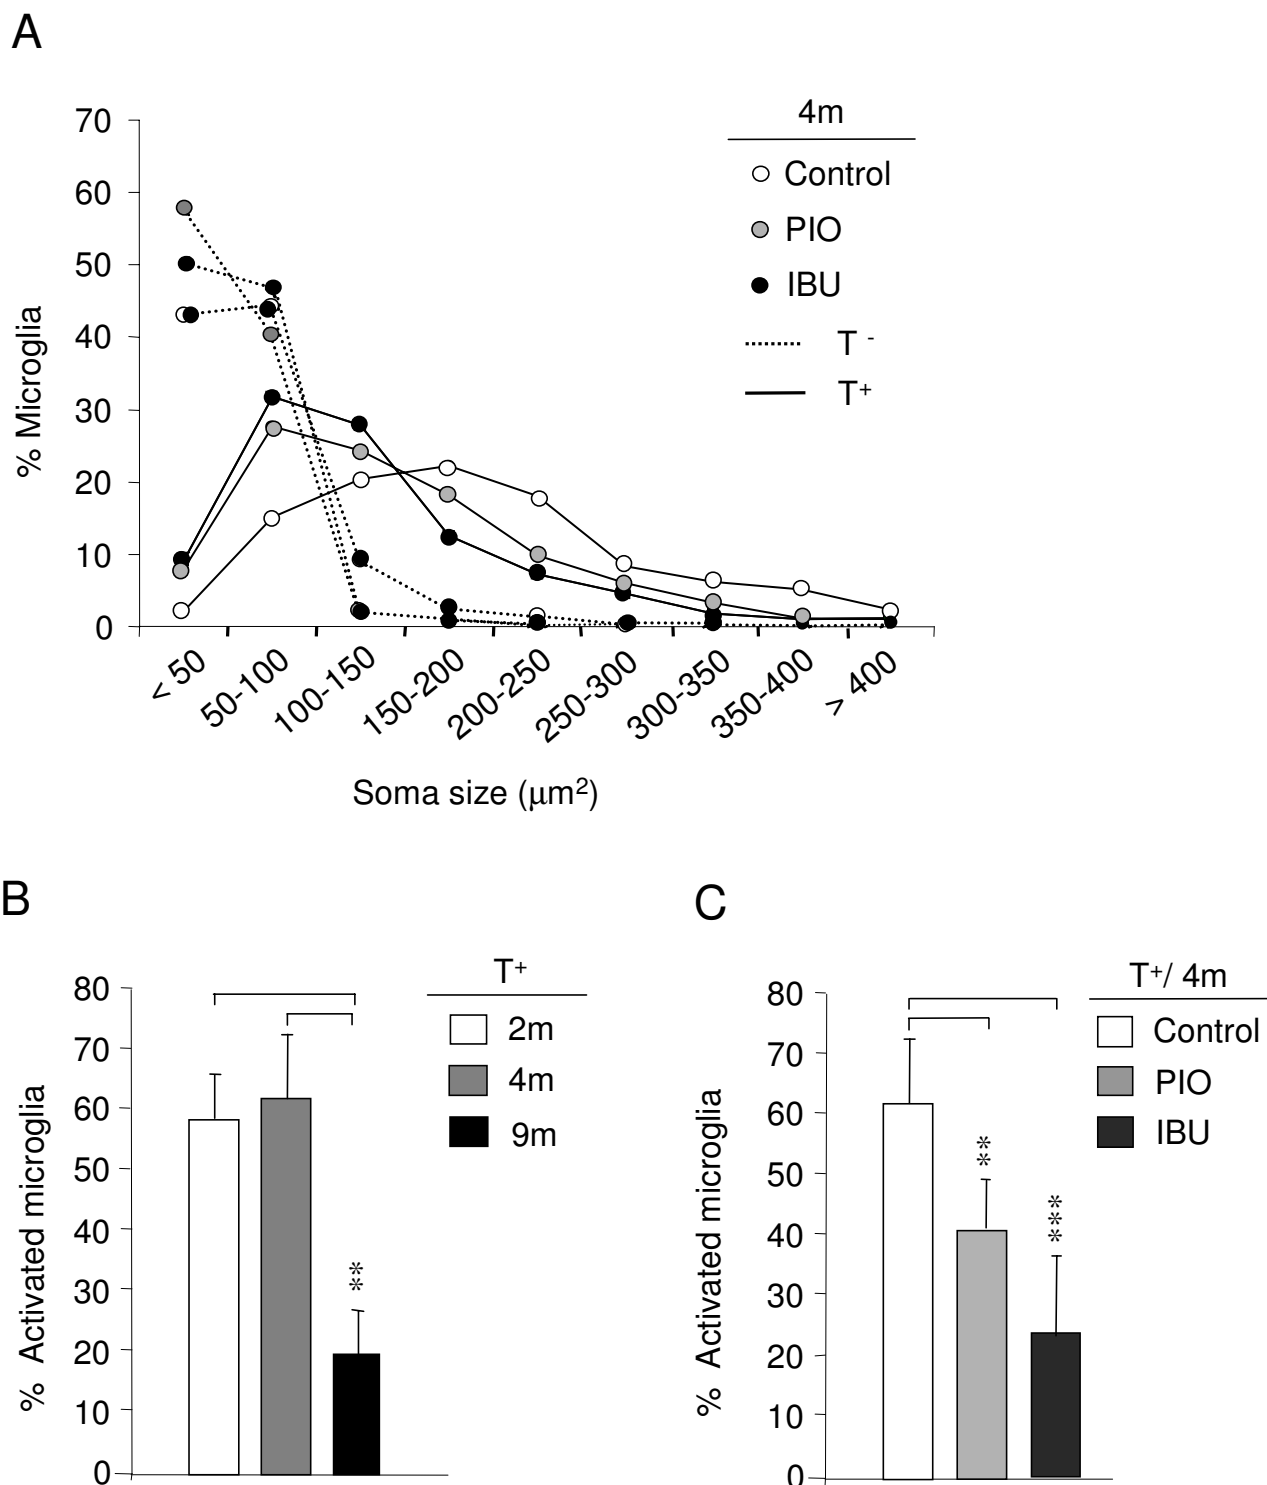 A
4m
Control
PIO
IBU
T -
T+
% Microglia
70
60
50
40
30
20
10
0
< 50
50-100
100-150
150-200
200-250
250-300
300-350
350-400
> 400
Soma size (μm²)
B
T+
2m
4m
9m
% Activated microglia
80
70
60
50
40
30
20
10
0
**
C
T+/ 4m
Control
PIO
IBU
% Activated microglia
80
70
60
50
40
30
20
10
0
**
***